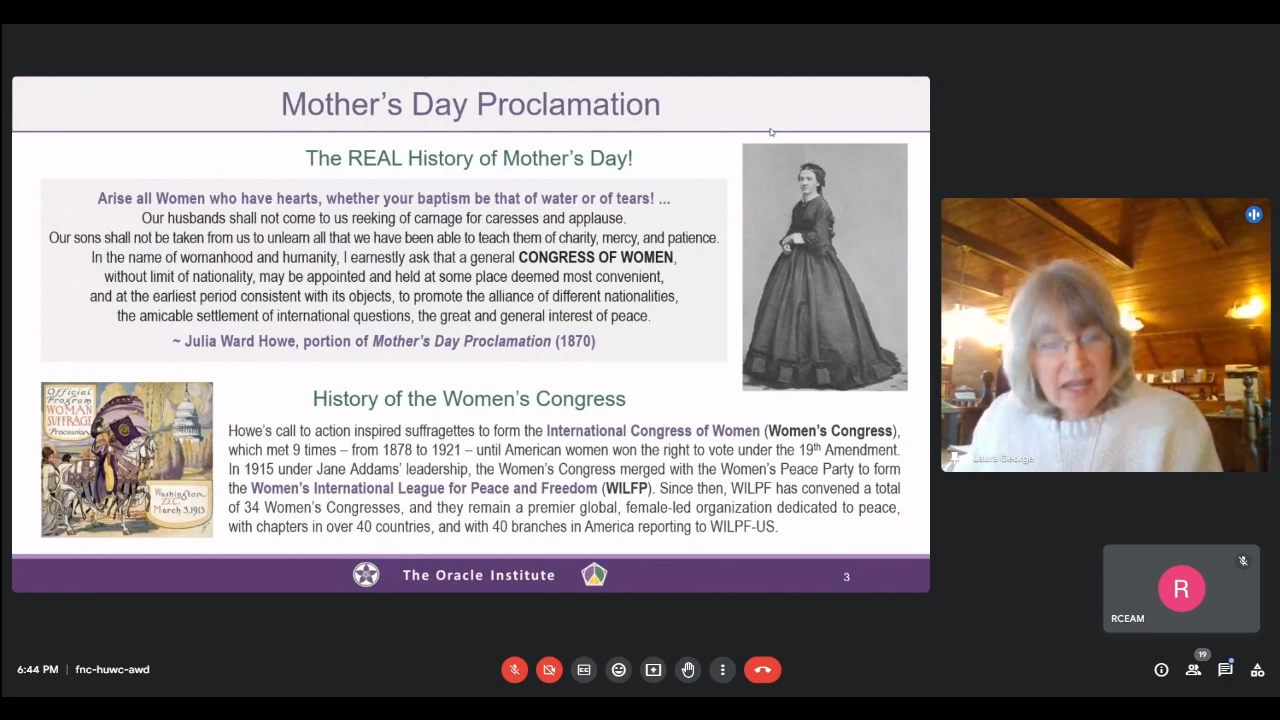 Mother's Day Proclamation
The REAL History of Mother's Day!
Arise all Women who have hearts, whether your baptism be that of water or of tears! ...
Our husbands shall not come to us reeking of carnage for caresses and applause.
Our sons shall not be taken from us to unlearn all that we have been able to teach them of charity, mercy, and patience.
In the name of womanhood and humanity, I earnestly ask that a general CONGRESS OF WOMEN,
without limit of nationality, may be appointed and held at some place deemed most convenient,
and at the earliest period consistent with its objects, to promote the alliance of different nationalities,
the amicable settlement of international questions, the great and general interest of peace.
~ Julia Ward Howe, portion of Mother's Day Proclamation (1870)
Official
Program
WOMAN
SUFFRAGE
Procession
Washington
D.C.
March 3, 1913
History of the Women's Congress
Howe's call to action inspired suffragettes to form the International Congress of Women (Women's Congress),
which met 9 times – from 1878 to 1921 – until American women won the right to vote under the 19th Amendment.
In 1915 under Jane Addams' leadership, the Women's Congress merged with the Women's Peace Party to form
the Women's International League for Peace and Freedom (WILFP). Since then, WILPF has convened a total
of 34 Women's Congresses, and they remain a premier global, female-led organization dedicated to peace,
with chapters in over 40 countries, and with 40 branches in America reporting to WILPF-US.
The Oracle Institute
3
Laura George
R
RCEAM
6:44 PM | fnc-huwc-awd
19